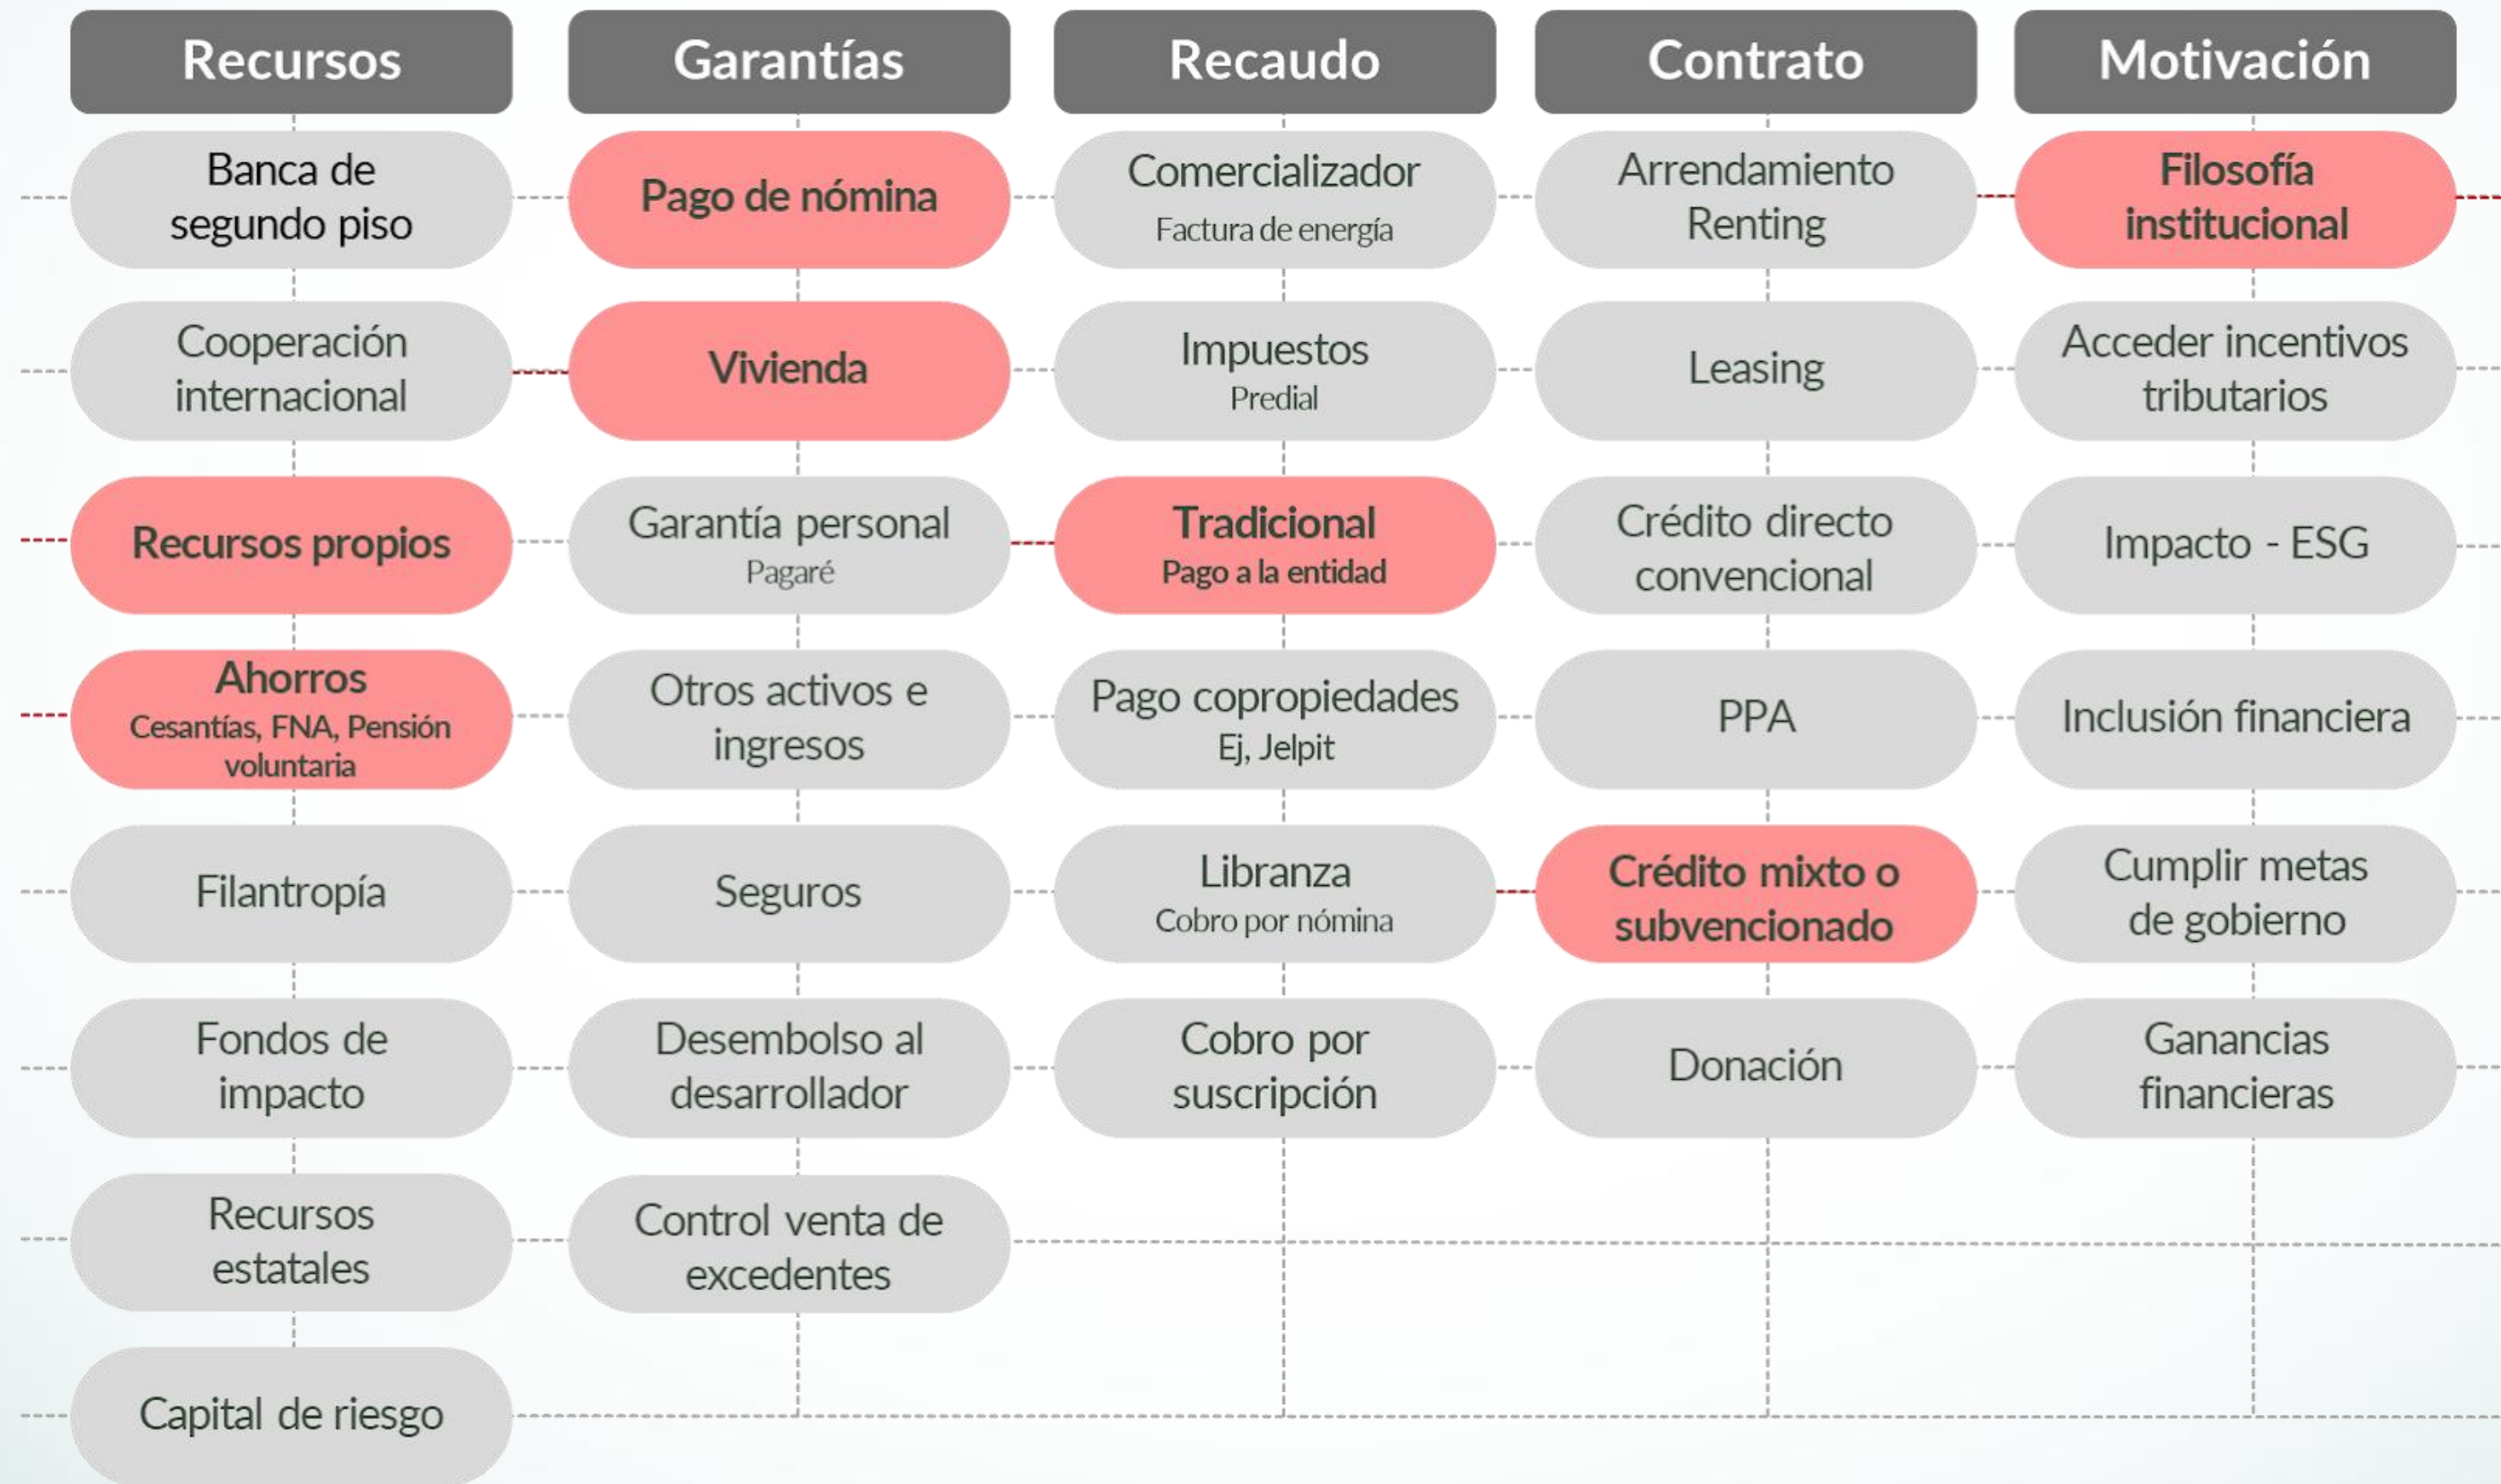 Recursos
Garantías
Recaudo
Contrato
Motivación
Banca de
segundo piso
Pago de nómina
Comercializador
Factura de energía
Arrendamiento
Renting
Filosofía
institucional
Cooperación
internacional
Vivienda
Impuestos
Predial
Leasing
Acceder incentivos
tributarios
Recursos propios
Garantía personal
Pagaré
Tradicional
Pago a la entidad
Crédito directo
convencional
Impacto - ESG
Ahorros
Cesantías, FNA, Pensión
voluntaria
Otros activos e
ingresos
Pago copropiedades
Ej, Jelpit
PPA
Inclusión financiera
Filantropía
Seguros
Libranza
Cobro por nómina
Crédito mixto o
subvencionado
Cumplir metas
de gobierno
Fondos de
impacto
Desembolso al
desarrollador
Cobro por
suscripción
Donación
Ganancias
financieras
Recursos
estatales
Control venta de
excedentes
Capital de riesgo